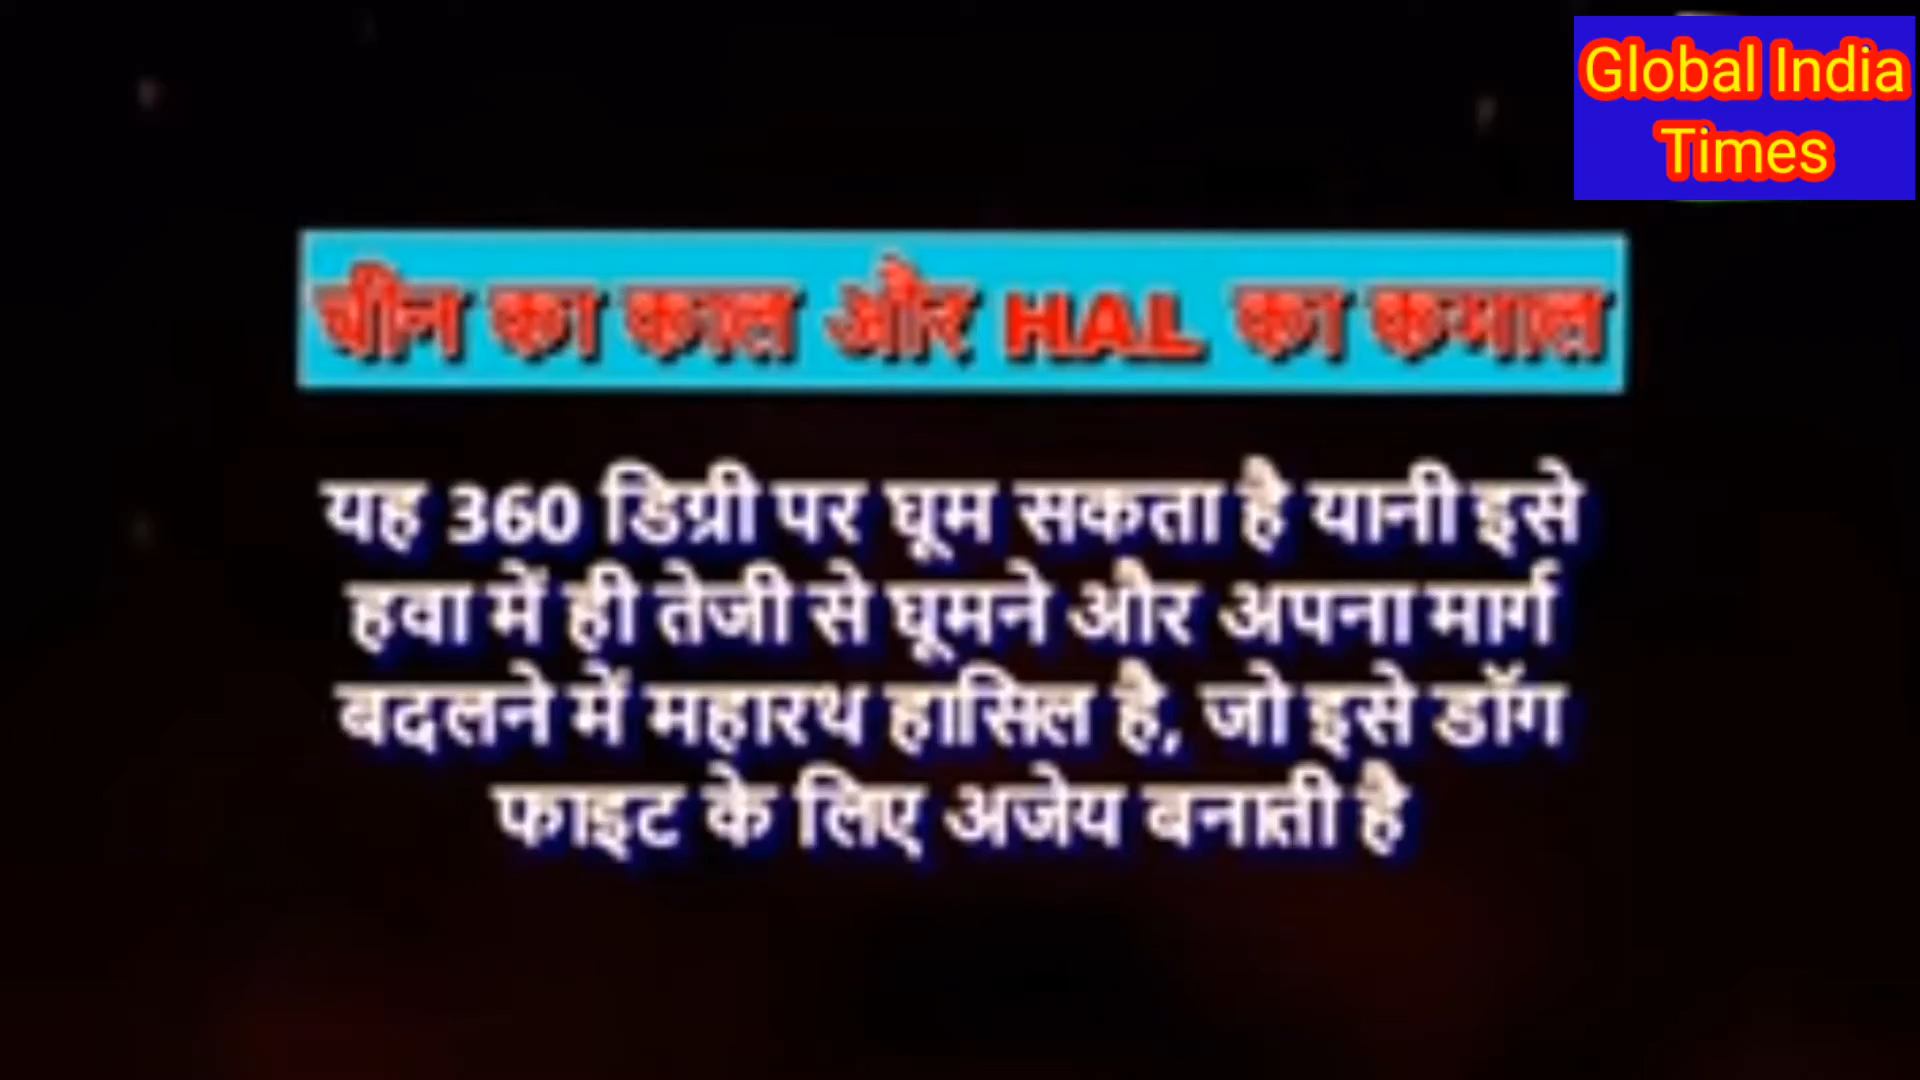 Global India
Times
चीन का काल और HAL का कमाल
यह 360 डिग्री पर घूम सकता है यानी इसे
हवा में ही तेजी से घूमने और अपना मार्ग
बदलने में महारथ हासिल है, जो इसे डॉग
फाइट के लिए अजेय बनाती है